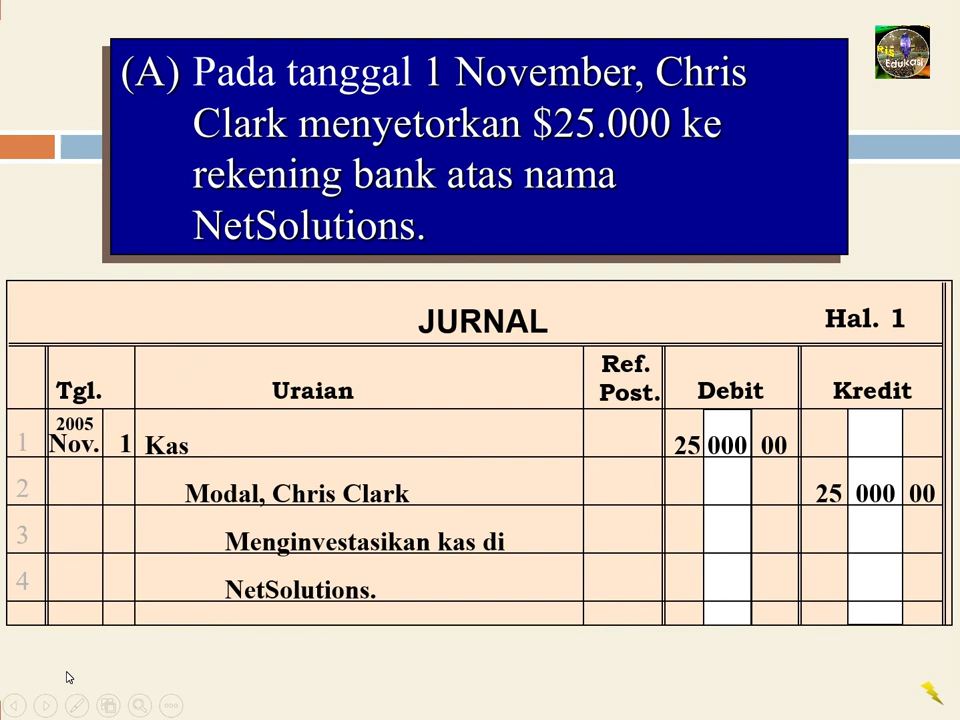 (A) Pada tanggal 1 November, Chris
Clark menyetorkan $25.000 ke
rekening bank atas nama
NetSolutions.
Ris
Edukasi
JURNAL
Hal. 1
Tgl.
Uraian
Ref.
Post.
Debit
Kredit
2005
1 Nov. 1 Kas 25 000 00
2 Modal, Chris Clark 25 000 00
3 Menginvestasikan kas di
4 NetSolutions.